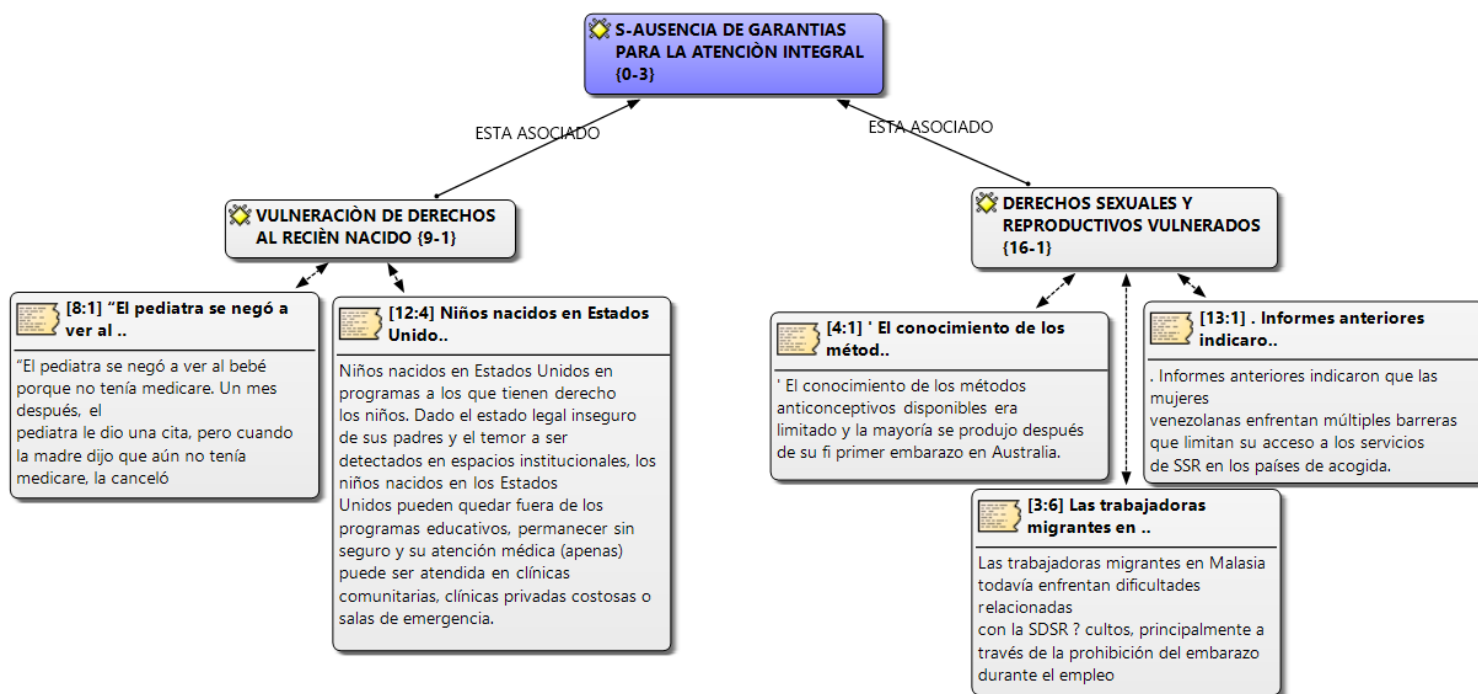 S-AUSENCIA DE GARANTIAS
PARA LA ATENCIÒN INTEGRAL
{0-3}
ESTA ASOCIADO
ESTA ASOCIADO
VULNERACIÒN DE DERECHOS
AL RECIÈN NACIDO {9-1}
DERECHOS SEXUALES Y
REPRODUCTIVOS VULNERADOS
{16-1}
[8:1] “El pediatra se negó a
ver al ..
“El pediatra se negó a ver al bebé
porque no tenía medicare. Un mes
después, el
pediatra le dio una cita, pero cuando
la madre dijo que aún no tenía
medicare, la canceló
[12:4] Niños nacidos en Estados
Unido..
Niños nacidos en Estados Unidos en
programas a los que tienen derecho
los niños. Dado el estado legal inseguro
de sus padres y el temor a ser
detectados en espacios institucionales, los
niños nacidos en los Estados
Unidos pueden quedar fuera de los
programas educativos, permanecer sin
seguro y su atención médica (apenas)
puede ser atendida en clínicas
comunitarias, clínicas privadas costosas o
salas de emergencia.
[4:1] ' El conocimiento de los
métod..
' El conocimiento de los métodos
anticonceptivos disponibles era
limitado y la mayoría se produjo después
de su fi primer embarazo en Australia.
[13:1] . Informes anteriores
indicaro..
. Informes anteriores indicaron que las
mujeres
venezolanas enfrentan múltiples barreras
que limitan su acceso a los servicios
de SSR en los países de acogida.
[3:6] Las trabajadoras
migrantes en ..
Las trabajadoras migrantes en Malasia
todavía enfrentan dificultades
relacionadas
con la SDSR ? cultos, principalmente a
través de la prohibición del embarazo
durante el empleo